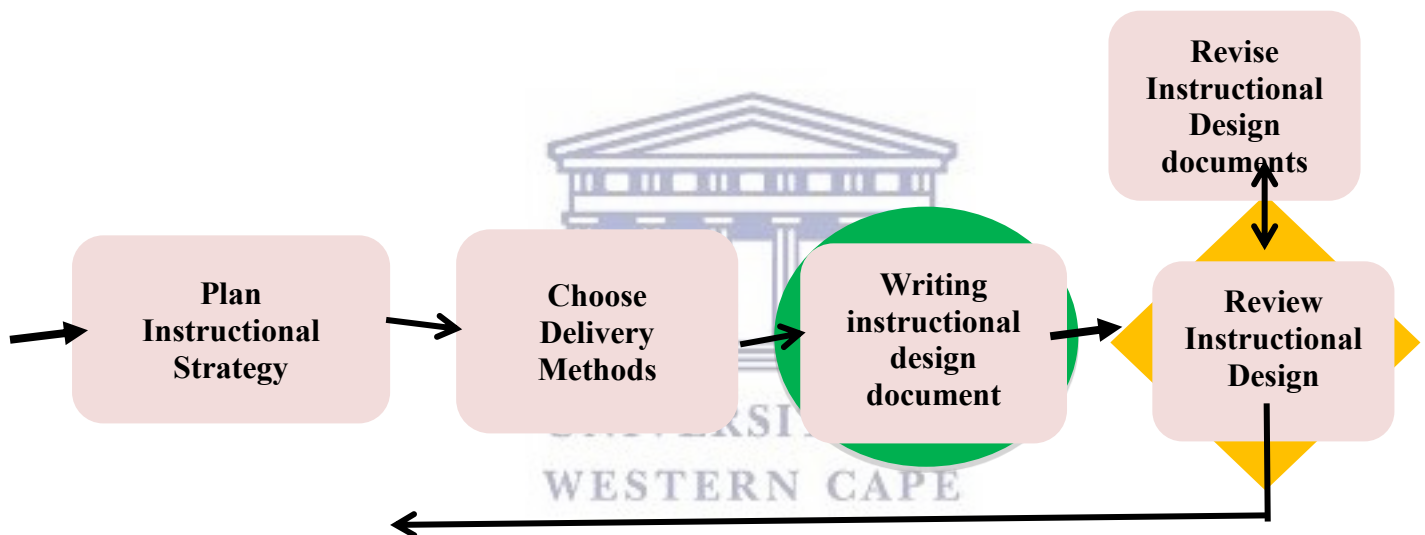 Plan
Instructional
Strategy
Choose
Delivery
Methods
Writing
instructional
design
document
Review
Instructional
Design
Revise
Instructional
Design
documents
WESTERN CAPE